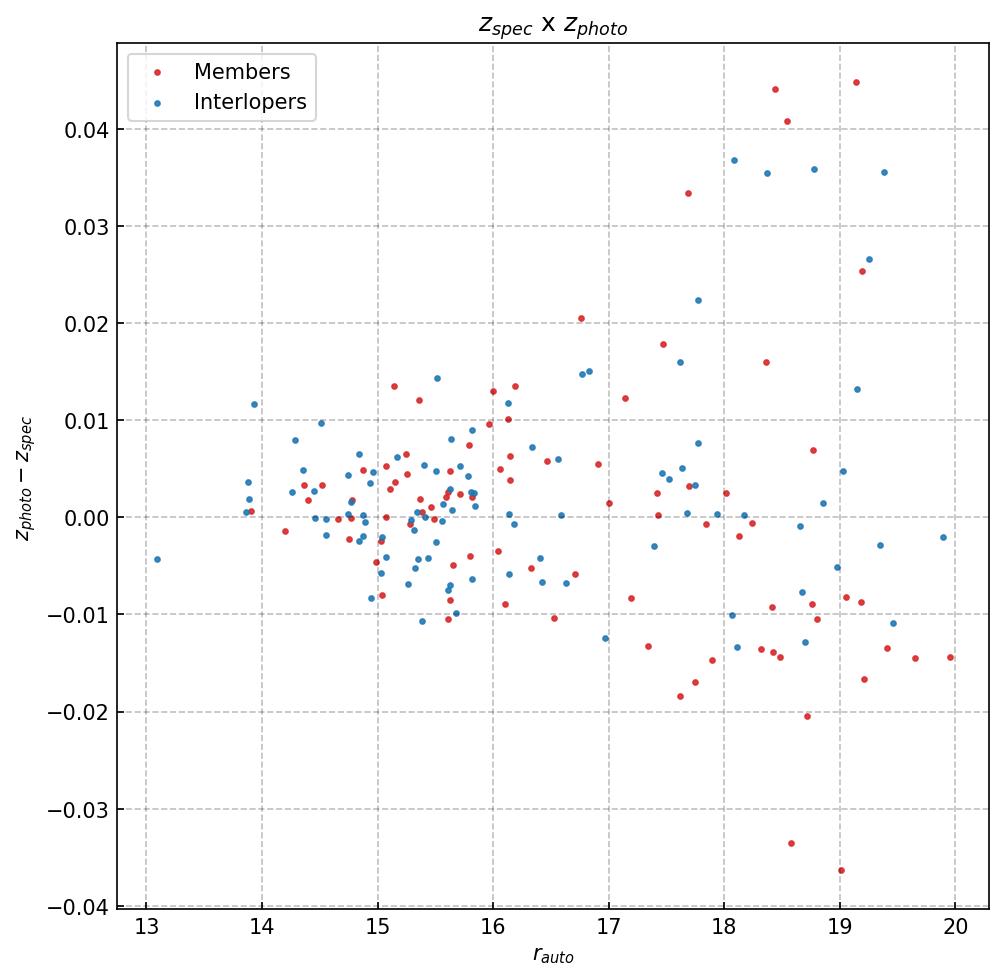 z_spec x z_photo
Members
Interlopers
0.04
0.03
0.02
0.01
0.00
−0.01
−0.02
−0.03
−0.04
z_photo − z_spec
13 14 15 16 17 18 19 20
r_auto